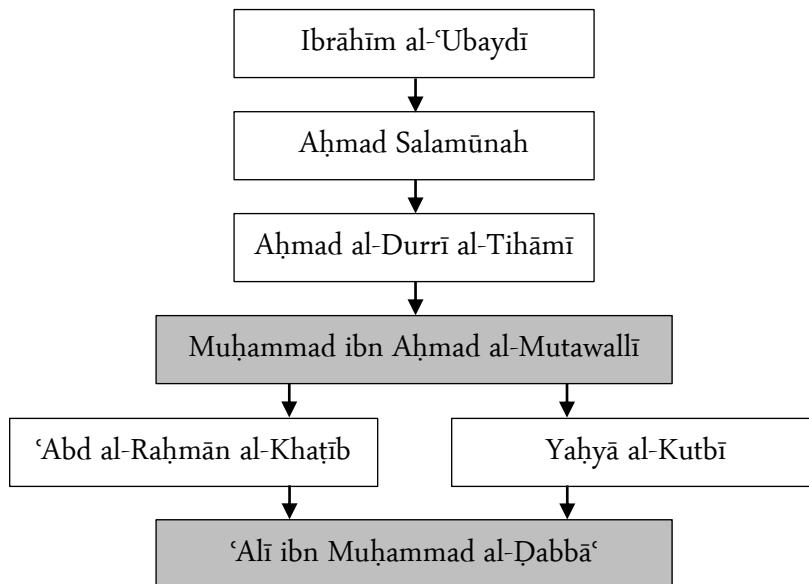 Ibrāhīm al-ʿUbaydī
Aḥmad Salamūnah
Aḥmad al-Durrī al-Tihāmī
Muḥammad ibn Aḥmad al-Mutawallī
ʿAbd al-Raḥmān al-Khaṭīb
Yaḥyā al-Kutbī
ʿAlī ibn Muḥammad al-Ḍabbāʿ